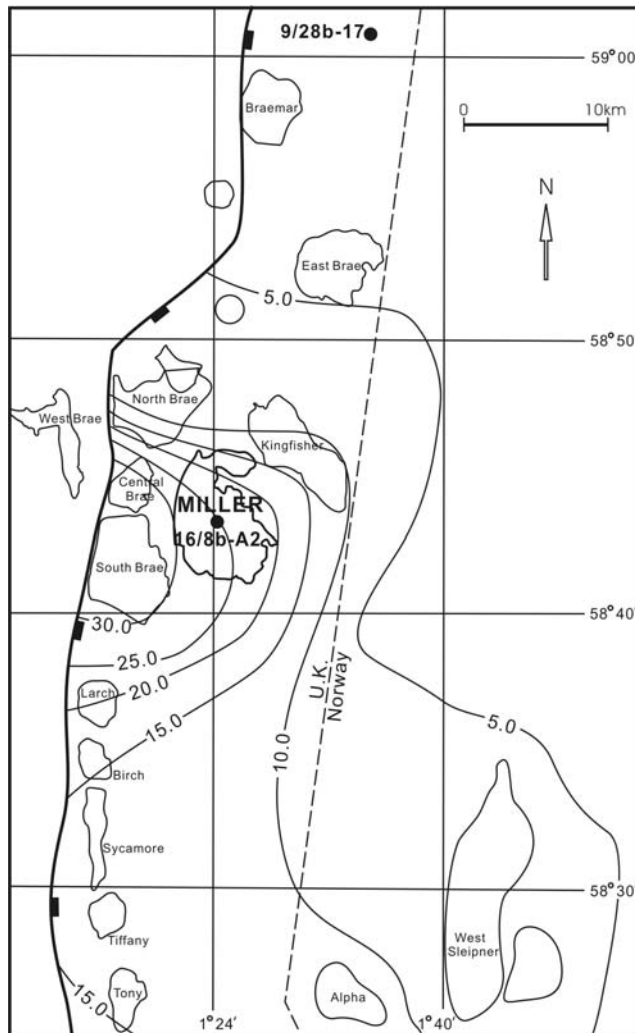 9/28b-17
59°00'
Braemar
0 10km
N
East Brae
5.0
58°50'
North Brae
West Brae
Kingfisher
Central
Brae
MILLER
16/8b-A2
South Brae
58°40'
30.0
25.0
20.0
Larch
15.0
U.K.
Norway
5.0
10.0
Birch
Sycamore
58°30'
Tiffany
West
Sleipner
Tony
15.0
Alpha
1°24'
1°40'